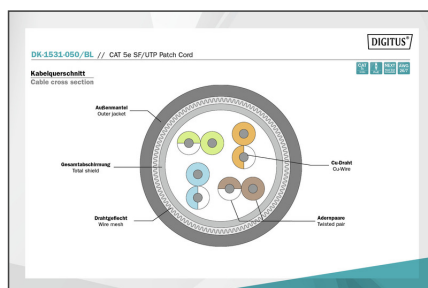 DIGITUS®
DK-1531-050/BL // CAT 5e SF/UTP Patch Cord
Kabelquerschnitt
Cable cross section
Außenmantel
Outer jacket
Gesamtabschirmung
Total shield
Cu-Draht
Cu-Wire
Drahtgeflecht
Wire mesh
Adernpaare
Twisted pair